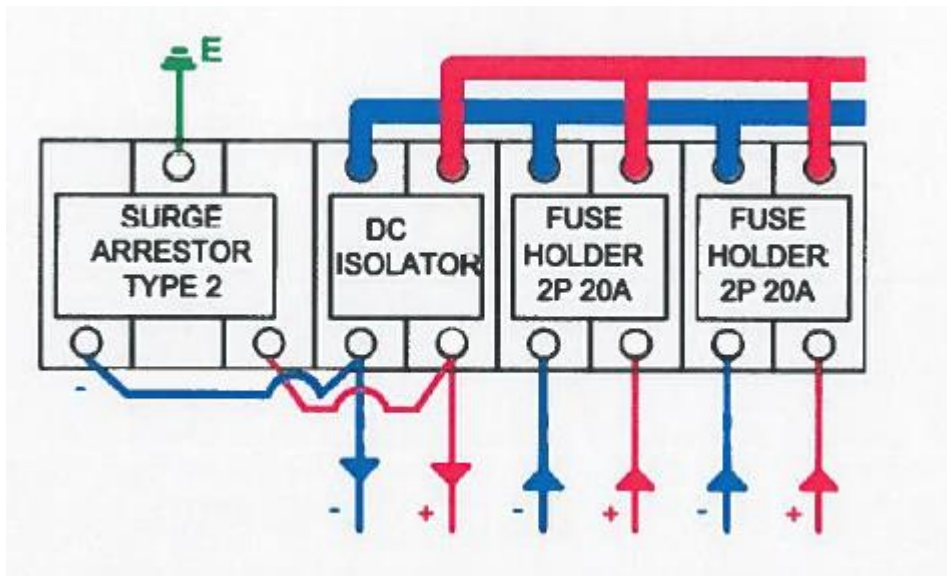 E
SURGE
ARRESTOR
TYPE 2
DC
ISOLATOR
FUSE
HOLDER
2P 20A
FUSE
HOLDER
2P 20A
-
- + - + - +